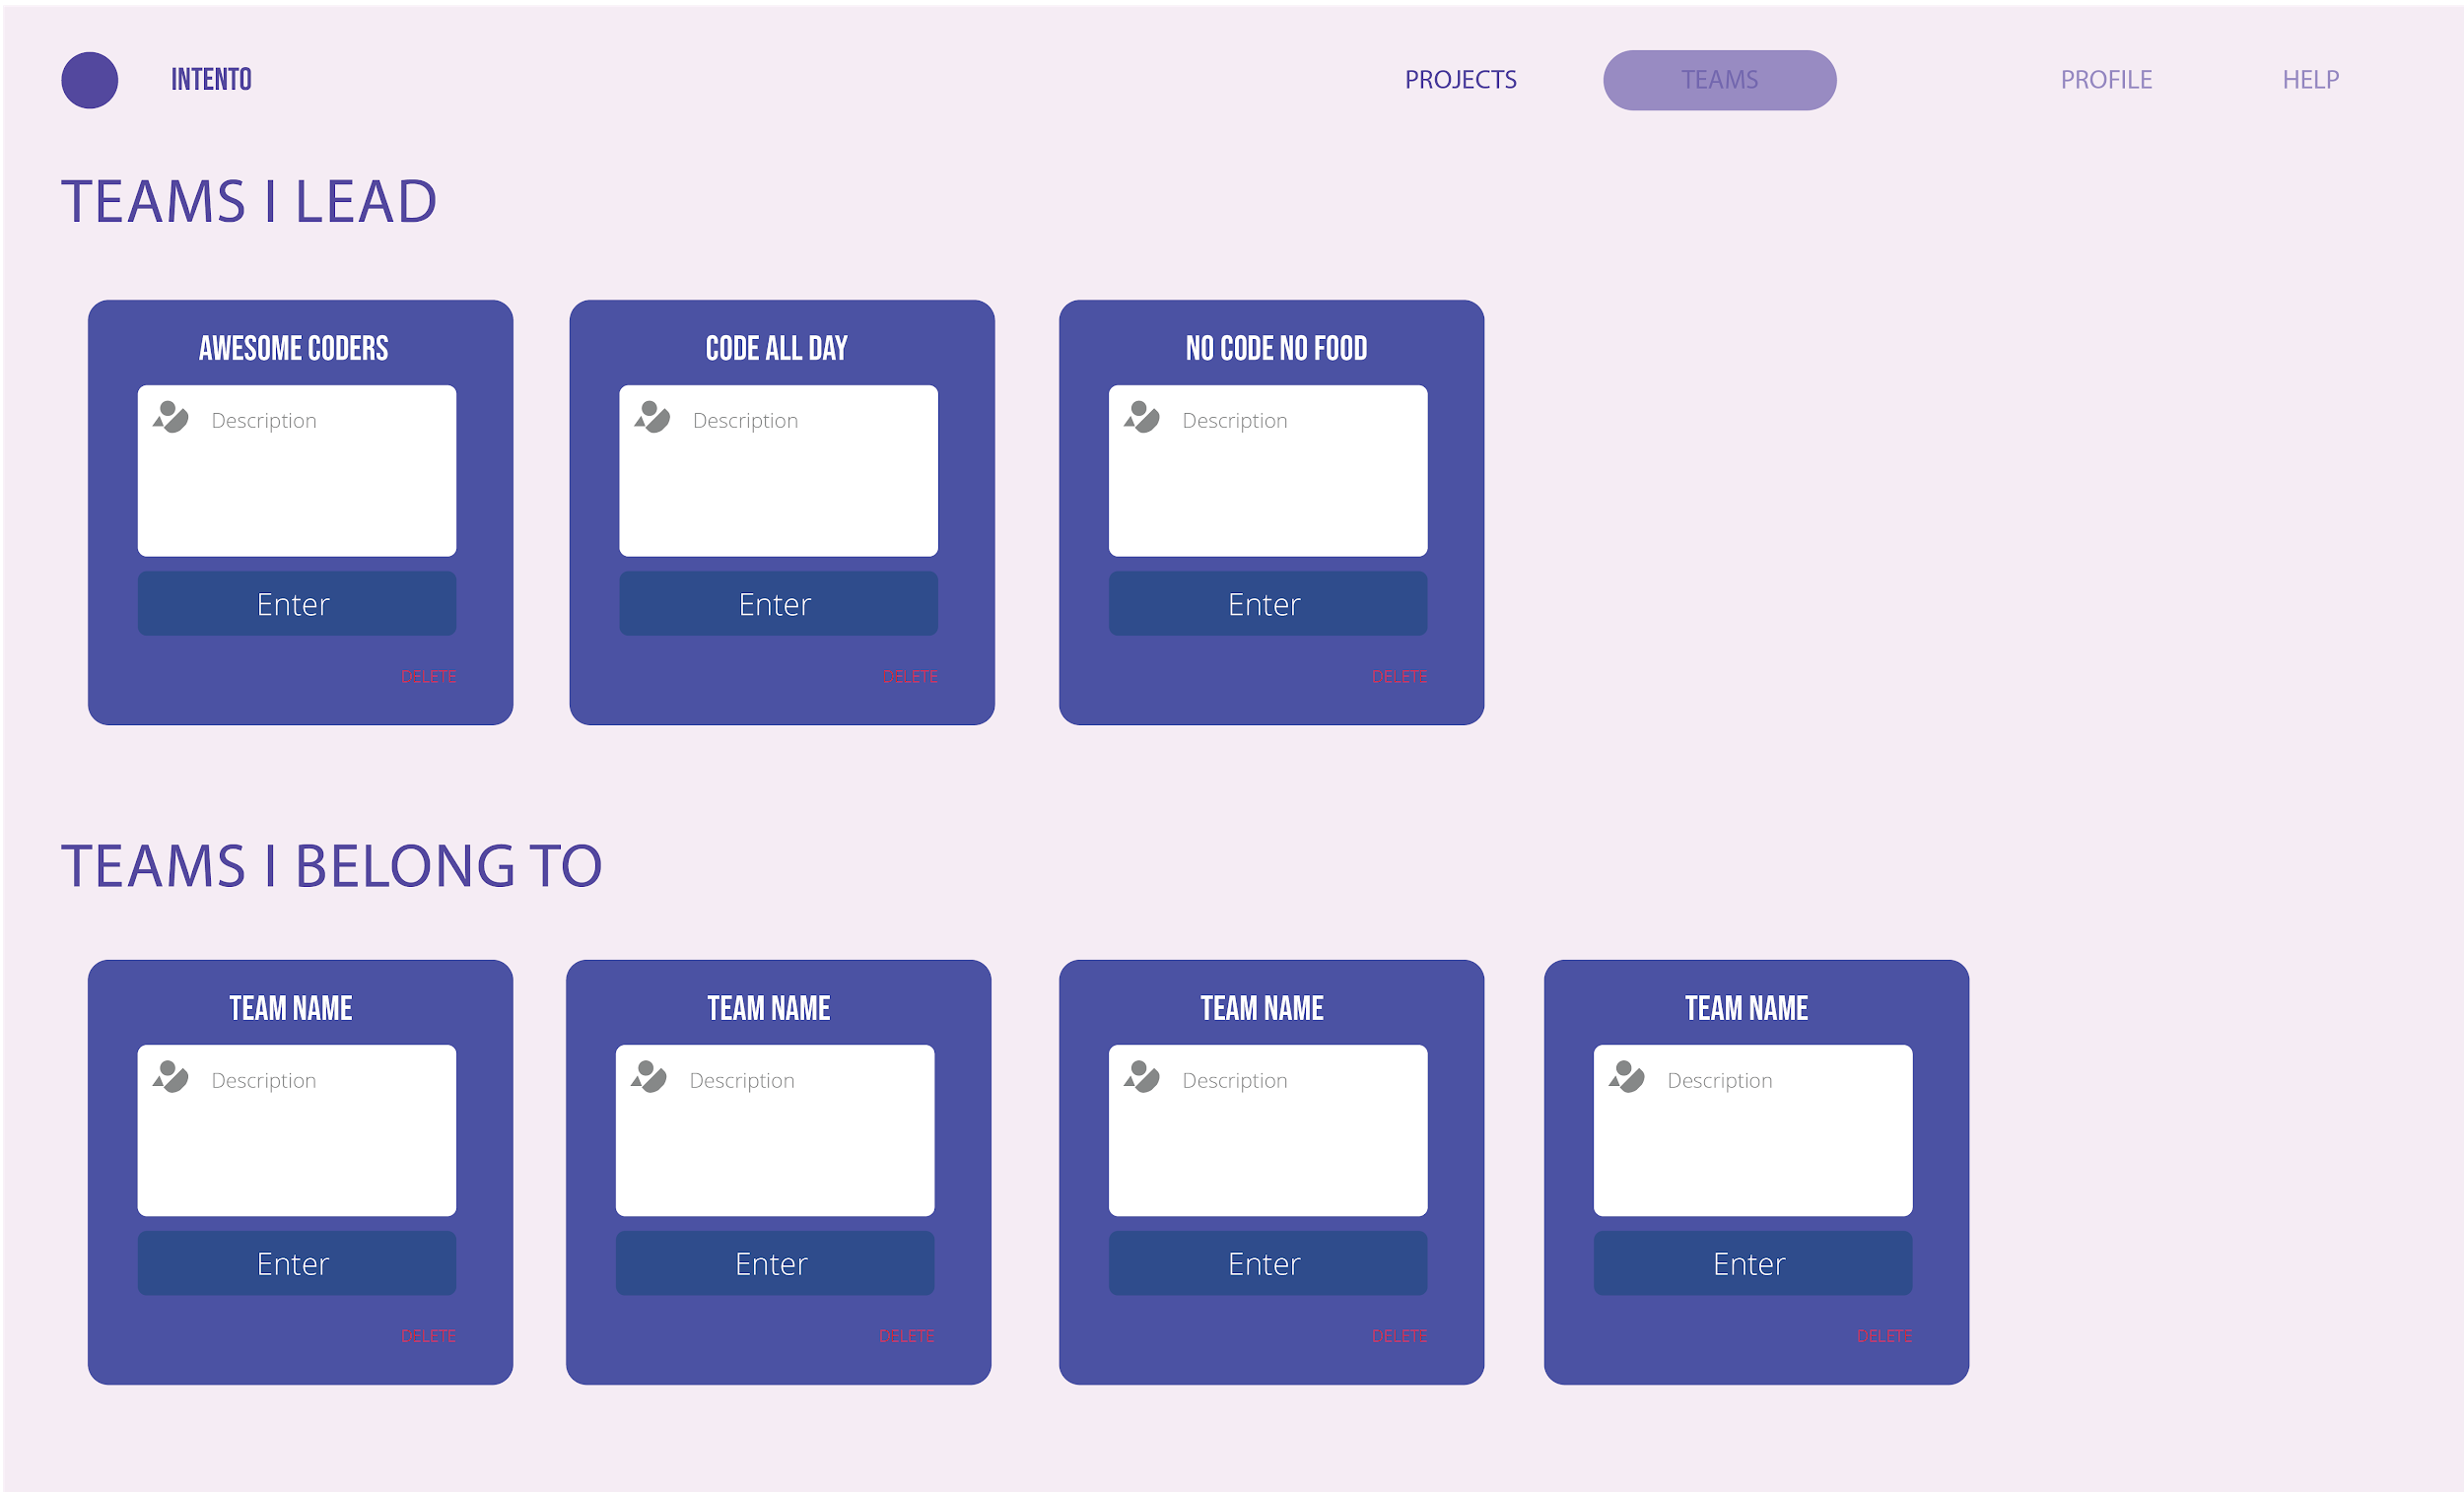 INTENTO PROJECTS TEAMS PROFILE HELP
TEAMS I LEAD
AWESOME CODERS CODE ALL DAY NO CODE NO FOOD
Description Description Description
Enter Enter Enter
DELETE DELETE DELETE
TEAMS I BELONG TO
TEAM NAME TEAM NAME TEAM NAME TEAM NAME
Description Description Description Description
Enter Enter Enter Enter
DELETE DELETE DELETE DELETE